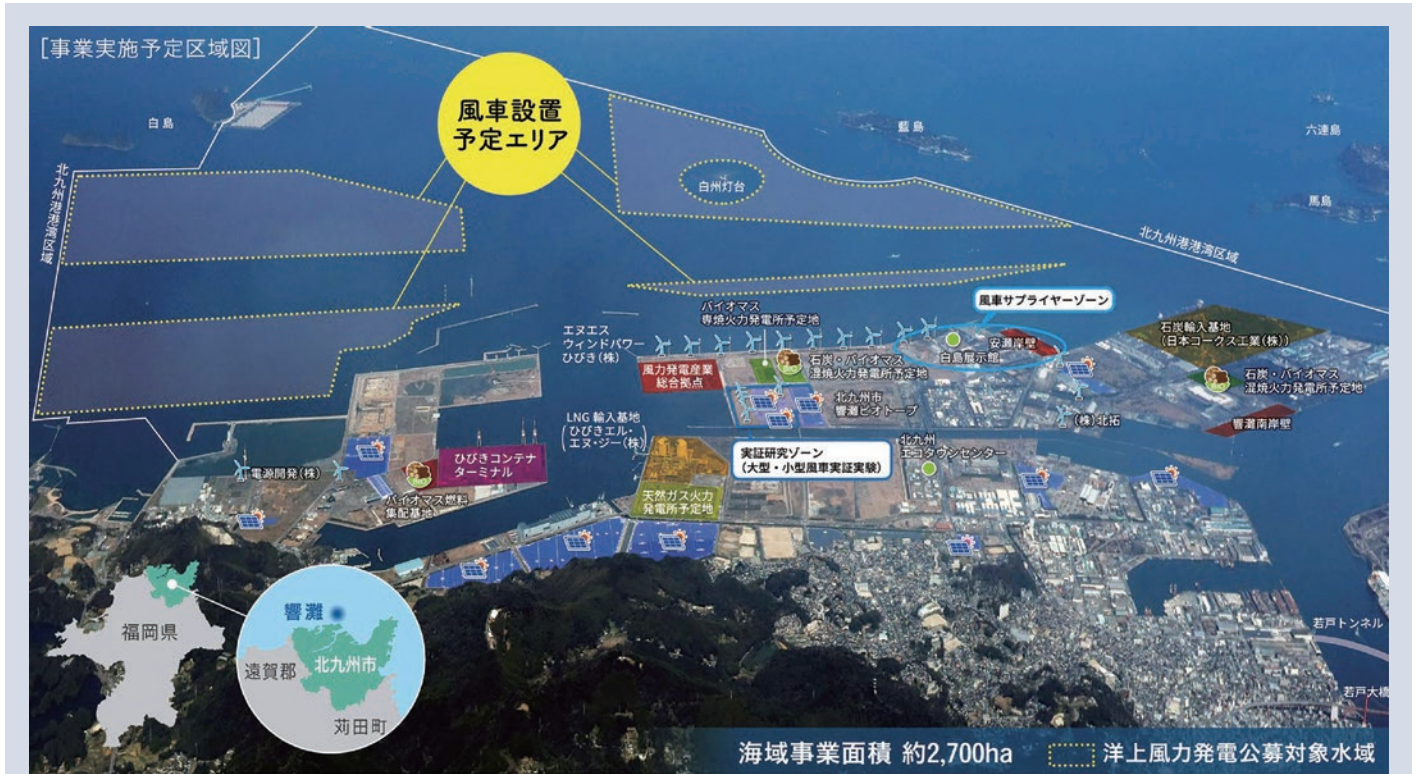 [事業実施予定区域図]
風車設置
予定エリア
白島
藍島
六連島
馬島
白州灯台
北九州港港湾区域
北九州港港湾区域
風車サプライヤーゾーン
バイオマス
専焼火力発電所予定地
エヌエス
ウィンドパワー
ひびき(株)
安瀬岸壁
白島展示館
石炭輸入基地
(日本コークス工業(株))
風力発電産業
総合拠点
石炭・バイオマス
混焼火力発電所予定地
石炭・バイオマス
混焼火力発電所予定地
北九州市
響灘ビオトープ
(株)北拓
響灘南岸壁
LNG 輸入基地
(ひびきエル・
エヌ・ジー(株))
実証研究ゾーン
(大型・小型風車実証実験)
北九州
エコタウンセンター
電源開発(株)
ひびきコンテナ
ターミナル
バイオマス燃料
集配基地
天然ガス火力
発電所予定地
福岡県
響灘
遠賀郡
北九州市
苅田町
若戸トンネル
若戸大橋
海域事業面積 約2,700ha
洋上風力発電公募対象水域